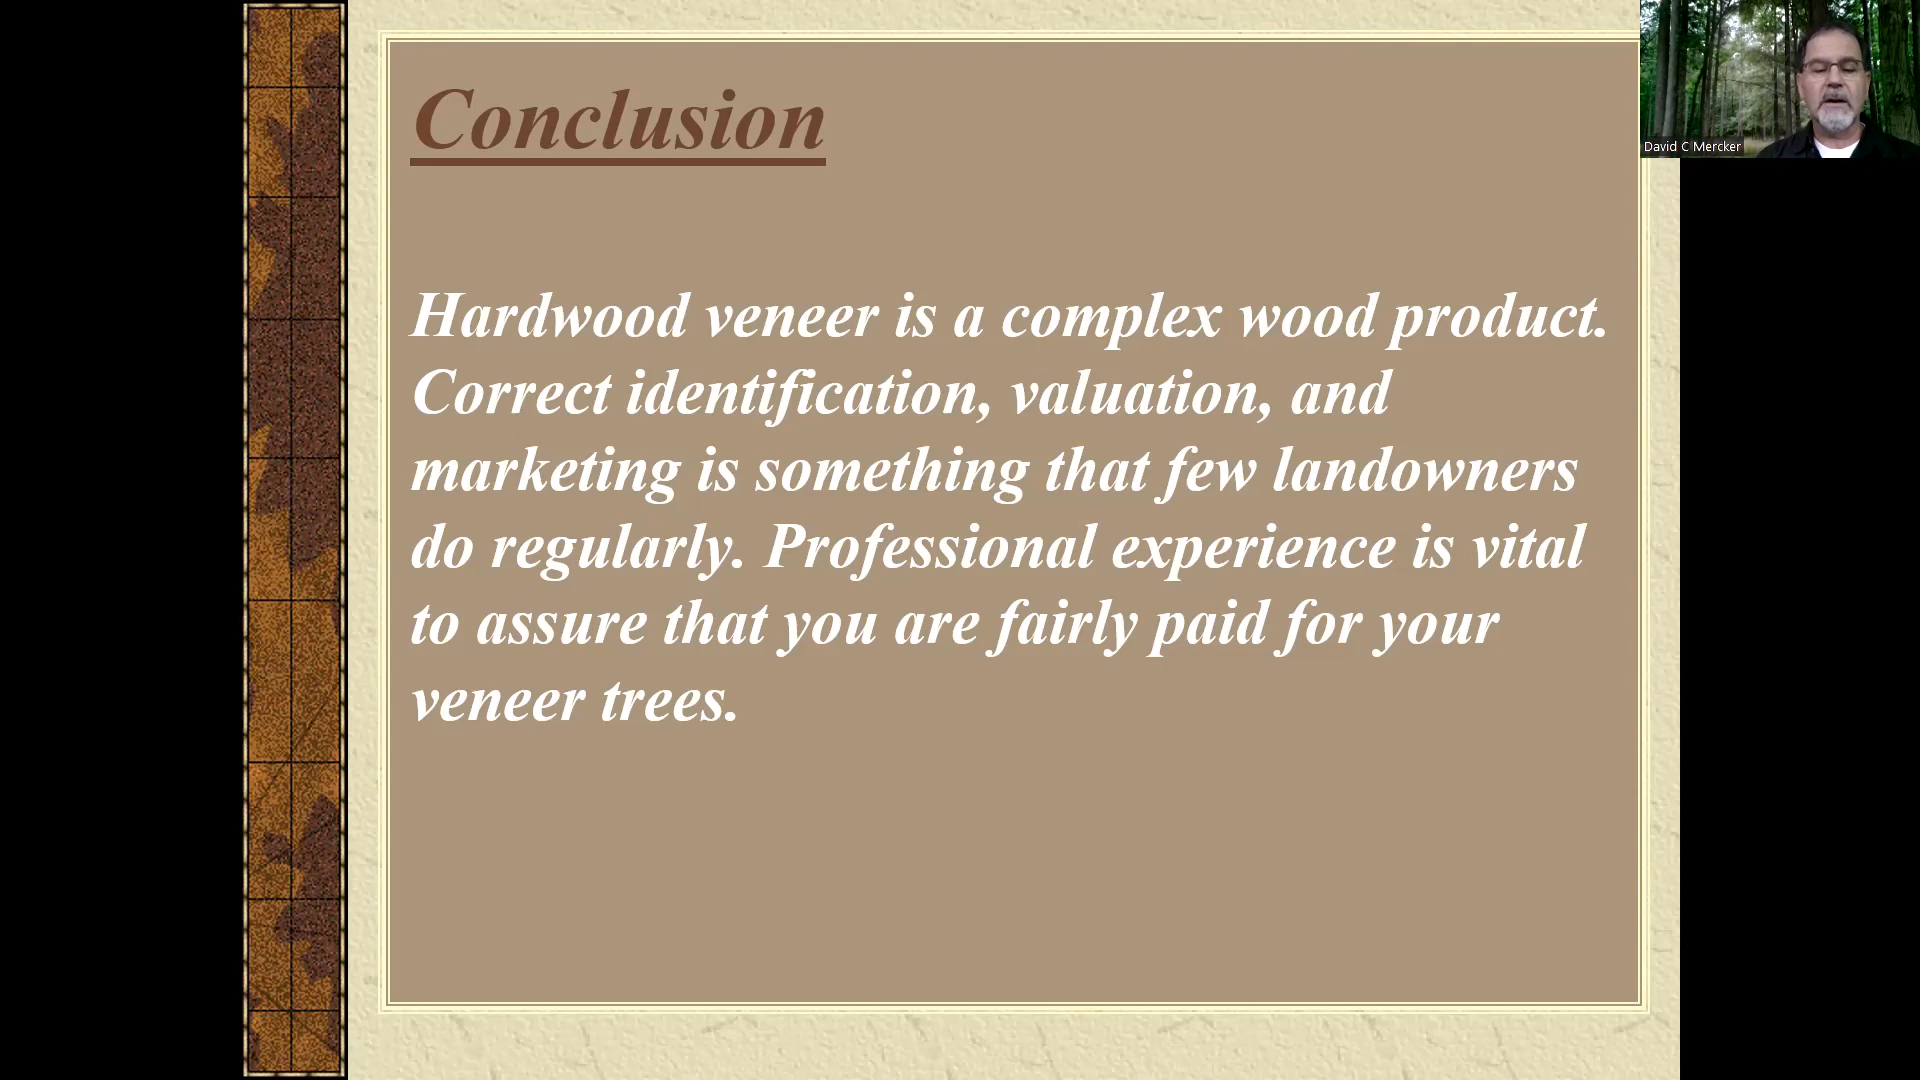 Conclusion
Hardwood veneer is a complex wood product.
Correct identification, valuation, and
marketing is something that few landowners
do regularly. Professional experience is vital
to assure that you are fairly paid for your
veneer trees.
David C Mercker